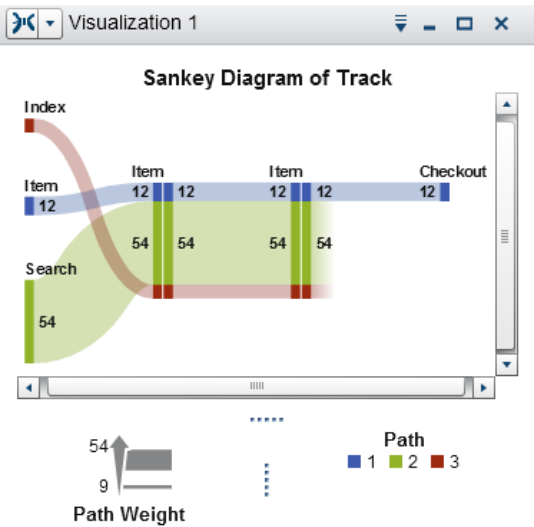 Visualization 1
Sankey Diagram of Track
Index
Item Item Item Checkout
12 12 12 12 12 12
Search
54 54 54 54
54
54
9
Path Weight
Path
1 2 3